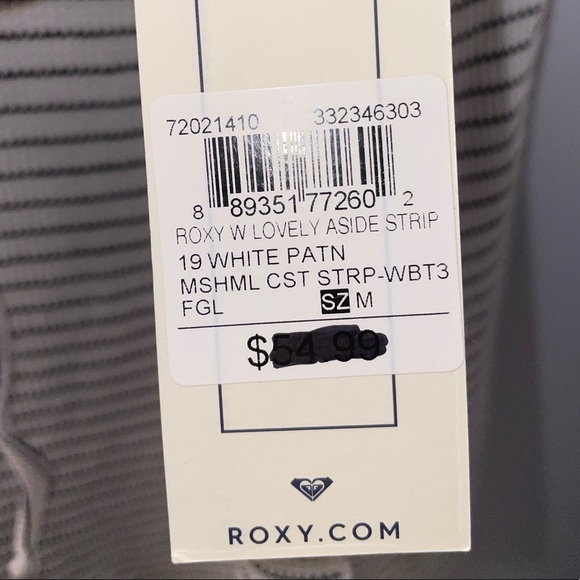 72021410 332346303
8 89351 77260 2
ROXY W LOVELY ASIDE STRIP
19 WHITE PATN
MSHML CST STRP-WBT3
FGL SZ M
$54.99
ROXY.COM